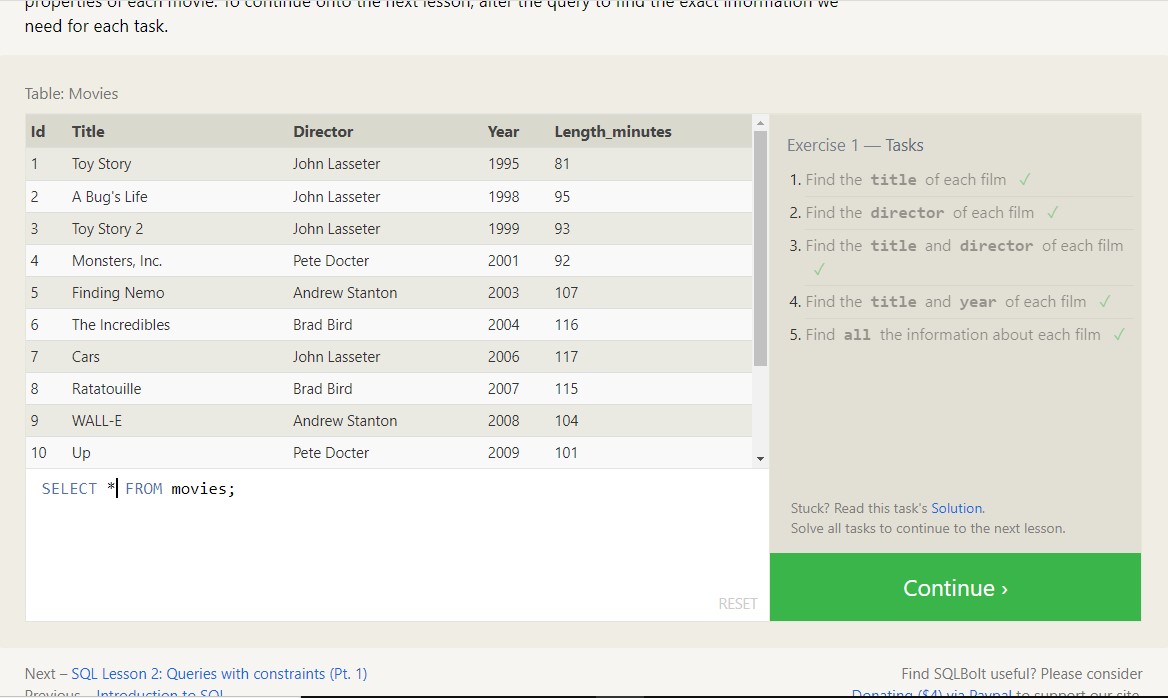 properties of each movie. To continue onto the next lesson, alter the query to find the exact information we
need for each task.
Table: Movies
Id Title Director Year Length_minutes
1 Toy Story John Lasseter 1995 81
2 A Bug's Life John Lasseter 1998 95
3 Toy Story 2 John Lasseter 1999 93
4 Monsters, Inc. Pete Docter 2001 92
5 Finding Nemo Andrew Stanton 2003 107
6 The Incredibles Brad Bird 2004 116
7 Cars John Lasseter 2006 117
8 Ratatouille Brad Bird 2007 115
9 WALL-E Andrew Stanton 2008 104
10 Up Pete Docter 2009 101
SELECT * FROM movies;
RESET
Exercise 1 — Tasks
1. Find the title of each film ✓
2. Find the director of each film ✓
3. Find the title and director of each film
✓
4. Find the title and year of each film ✓
5. Find all the information about each film ✓
Stuck? Read this task's Solution.
Solve all tasks to continue to the next lesson.
Continue ›
Next – SQL Lesson 2: Queries with constraints (Pt. 1)
Previous – Introduction to SQL
Find SQLBolt useful? Please consider
Donating ($4) via Paypal to support our site.